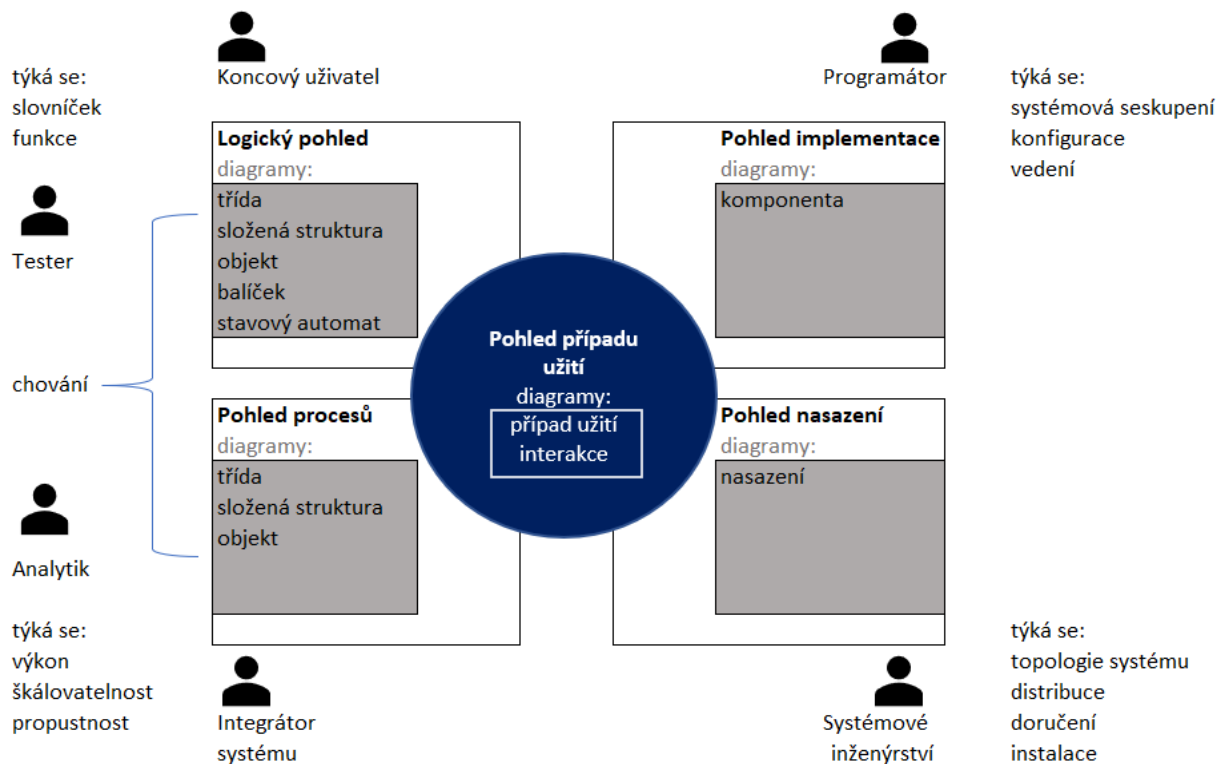 týká se:
slovníček
funkce
Koncový uživatel
Programátor
týká se:
systémová seskupení
konfigurace
vedení
Tester
chování
Analytik
Logický pohled
diagramy:
třída
složená struktura
objekt
balíček
stavový automat
Pohled implementace
diagramy:
komponenta
Pohled případu
užití
diagramy:
případ užití
interakce
Pohled procesů
diagramy:
třída
složená struktura
objekt
Pohled nasazení
diagramy:
nasazení
týká se:
výkon
škálovatelnost
propustnost
Integrátor
systému
Systémové
inženýrství
týká se:
topologie systému
distribuce
doručení
instalace